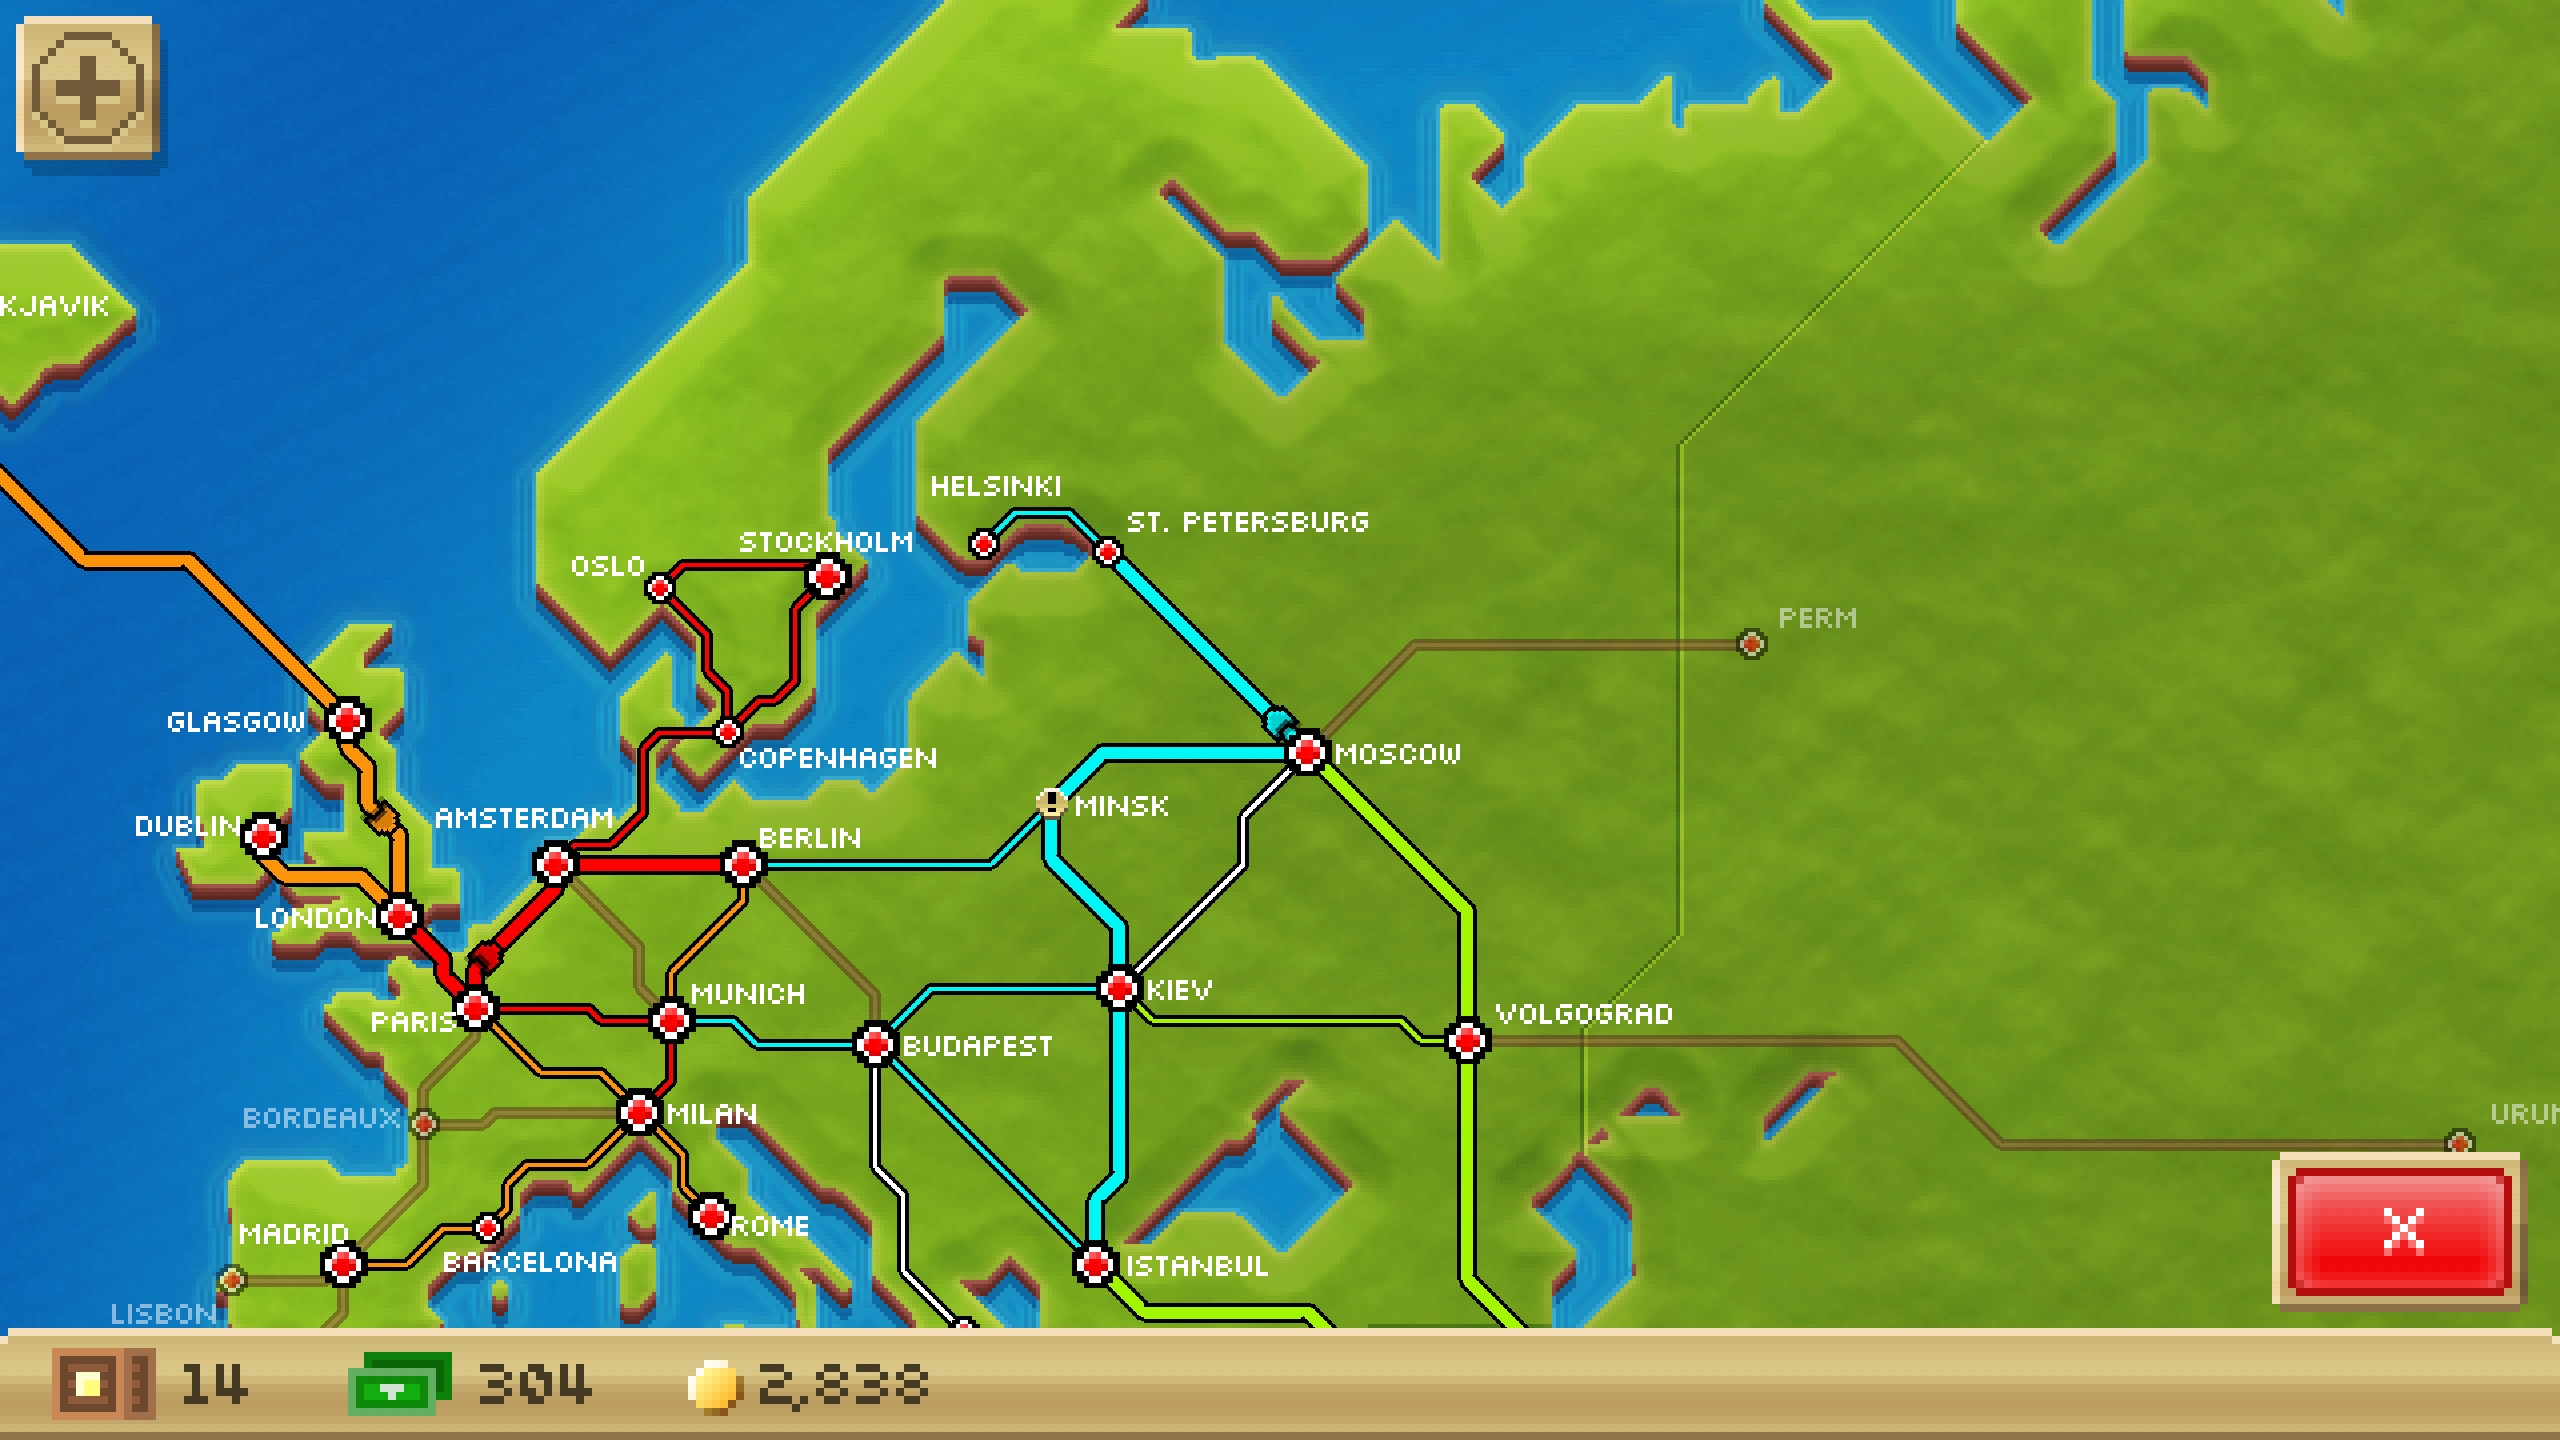 KJAVIK
HELSINKI
ST. PETERSBURG
STOCKHOLM
OSLO
PERM
GLASGOW
MOSCOW
COPENHAGEN
MINSK
DUBLIN
AMSTERDAM
BERLIN
LONDON
MUNICH
KIEV
VOLGOGRAD
PARIS
BUDAPEST
BORDEAUX
MILAN
URUM
MADRID
ROME
BARCELONA
ISTANBUL
LISBON
X
14
304
2,838